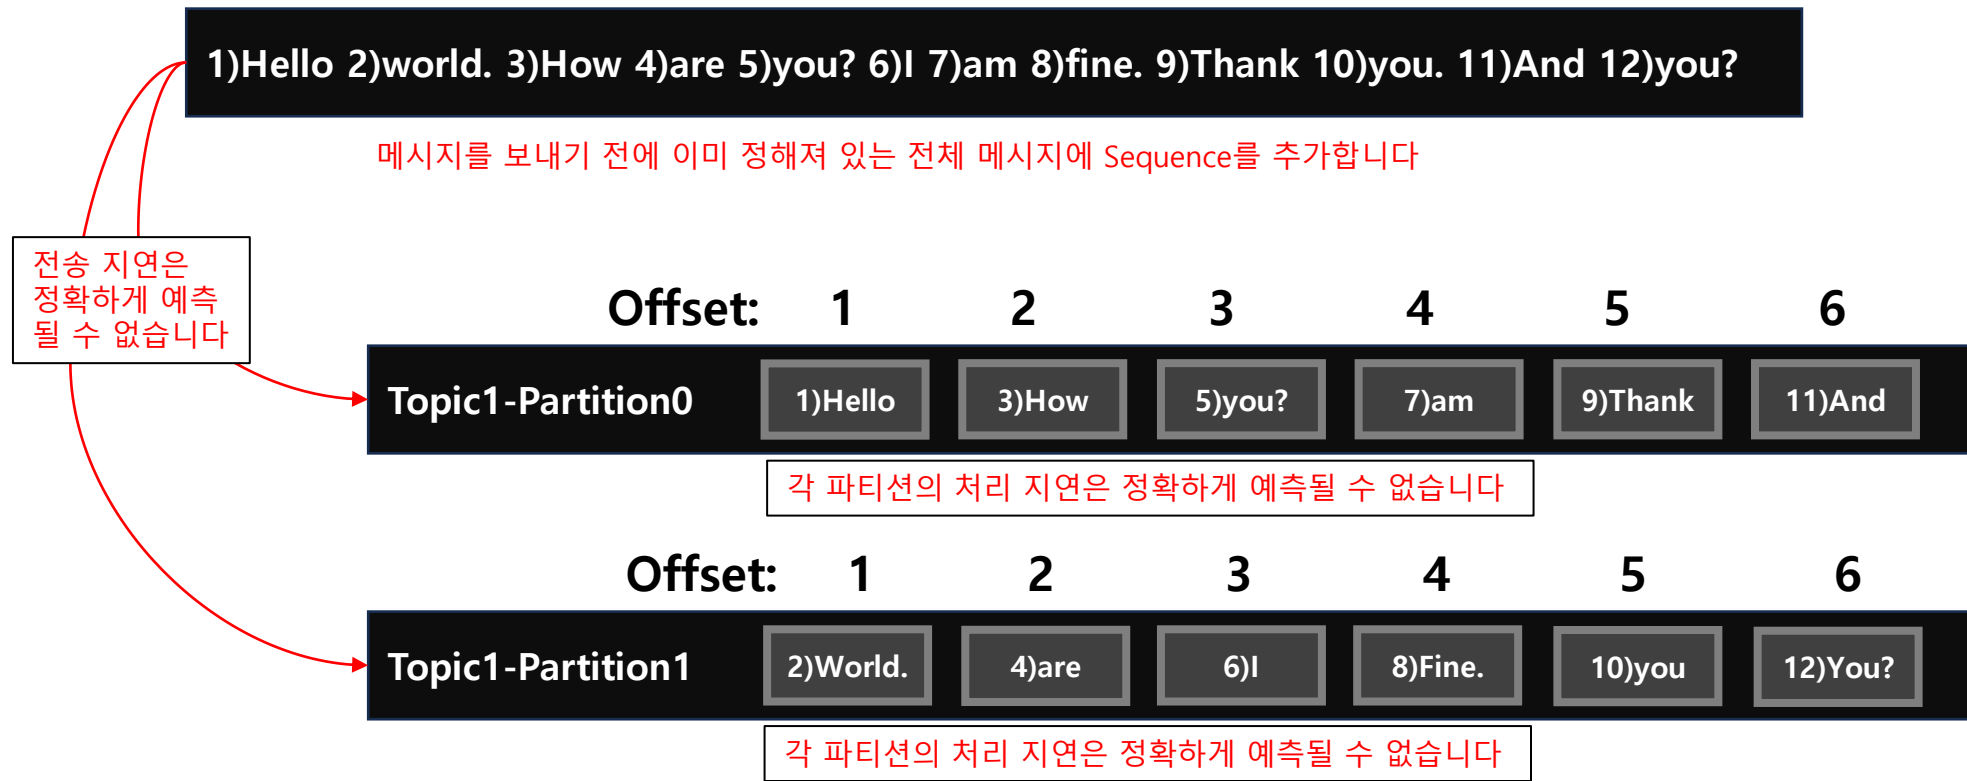 1)Hello 2)world. 3)How 4)are 5)you? 6)I 7)am 8)fine. 9)Thank 10)you. 11)And 12)you?
메시지를 보내기 전에 이미 정해져 있는 전체 메시지에 Sequence를 추가합니다
전송 지연은
정확하게 예측
될 수 없습니다
Offset: 1 2 3 4 5 6
Topic1-Partition0 1)Hello 3)How 5)you? 7)am 9)Thank 11)And
각 파티션의 처리 지연은 정확하게 예측될 수 없습니다
Offset: 1 2 3 4 5 6
Topic1-Partition1 2)World. 4)are 6)I 8)Fine. 10)you 12)You?
각 파티션의 처리 지연은 정확하게 예측될 수 없습니다